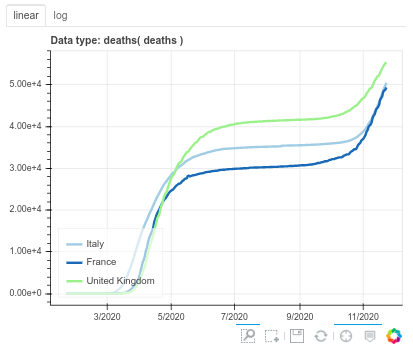 linear log
Data type: deaths( deaths )
5.00e+4
4.00e+4
3.00e+4
2.00e+4
1.00e+4
0.00e+0
Italy
France
United Kingdom
3/2020 5/2020 7/2020 9/2020 11/2020